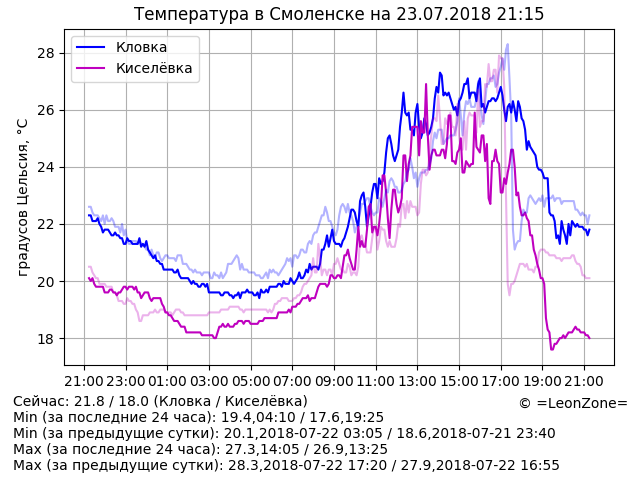 Температура в Смоленске на 23.07.2018 21:15
Кловка
Киселёвка
градусов Цельсия, °C
28
26
24
22
20
18
21:00 23:00 01:00 03:00 05:00 07:00 09:00 11:00 13:00 15:00 17:00 19:00 21:00
Сейчас: 21.8 / 18.0 (Кловка / Киселёвка)
© =LeonZone=
Min (за последние 24 часа): 19.4,04:10 / 17.6,19:25
Min (за предыдущие сутки): 20.1,2018-07-22 03:05 / 18.6,2018-07-21 23:40
Max (за последние 24 часа): 27.3,14:05 / 26.9,13:25
Max (за предыдущие сутки): 28.3,2018-07-22 17:20 / 27.9,2018-07-22 16:55